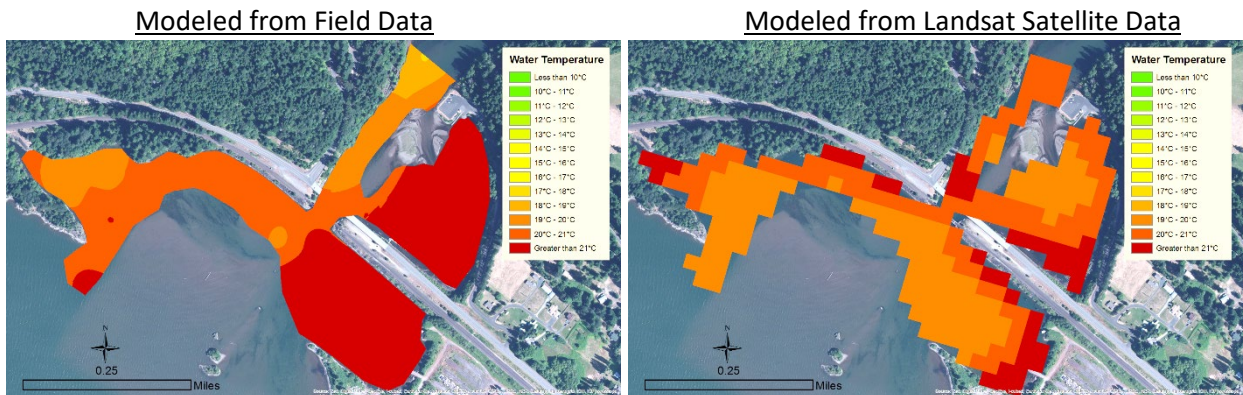 Modeled from Field Data
Modeled from Landsat Satellite Data
Water Temperature
Less than 10°C
10°C - 11°C
11°C - 12°C
12°C - 13°C
13°C - 14°C
14°C - 15°C
15°C - 16°C
16°C - 17°C
17°C - 18°C
18°C - 19°C
19°C - 20°C
20°C - 21°C
Greater than 21°C
N
0.25
Miles
Water Temperature
Less than 10°C
10°C - 11°C
11°C - 12°C
12°C - 13°C
13°C - 14°C
14°C - 15°C
15°C - 16°C
16°C - 17°C
17°C - 18°C
18°C - 19°C
19°C - 20°C
20°C - 21°C
Greater than 21°C
N
0.25
Miles